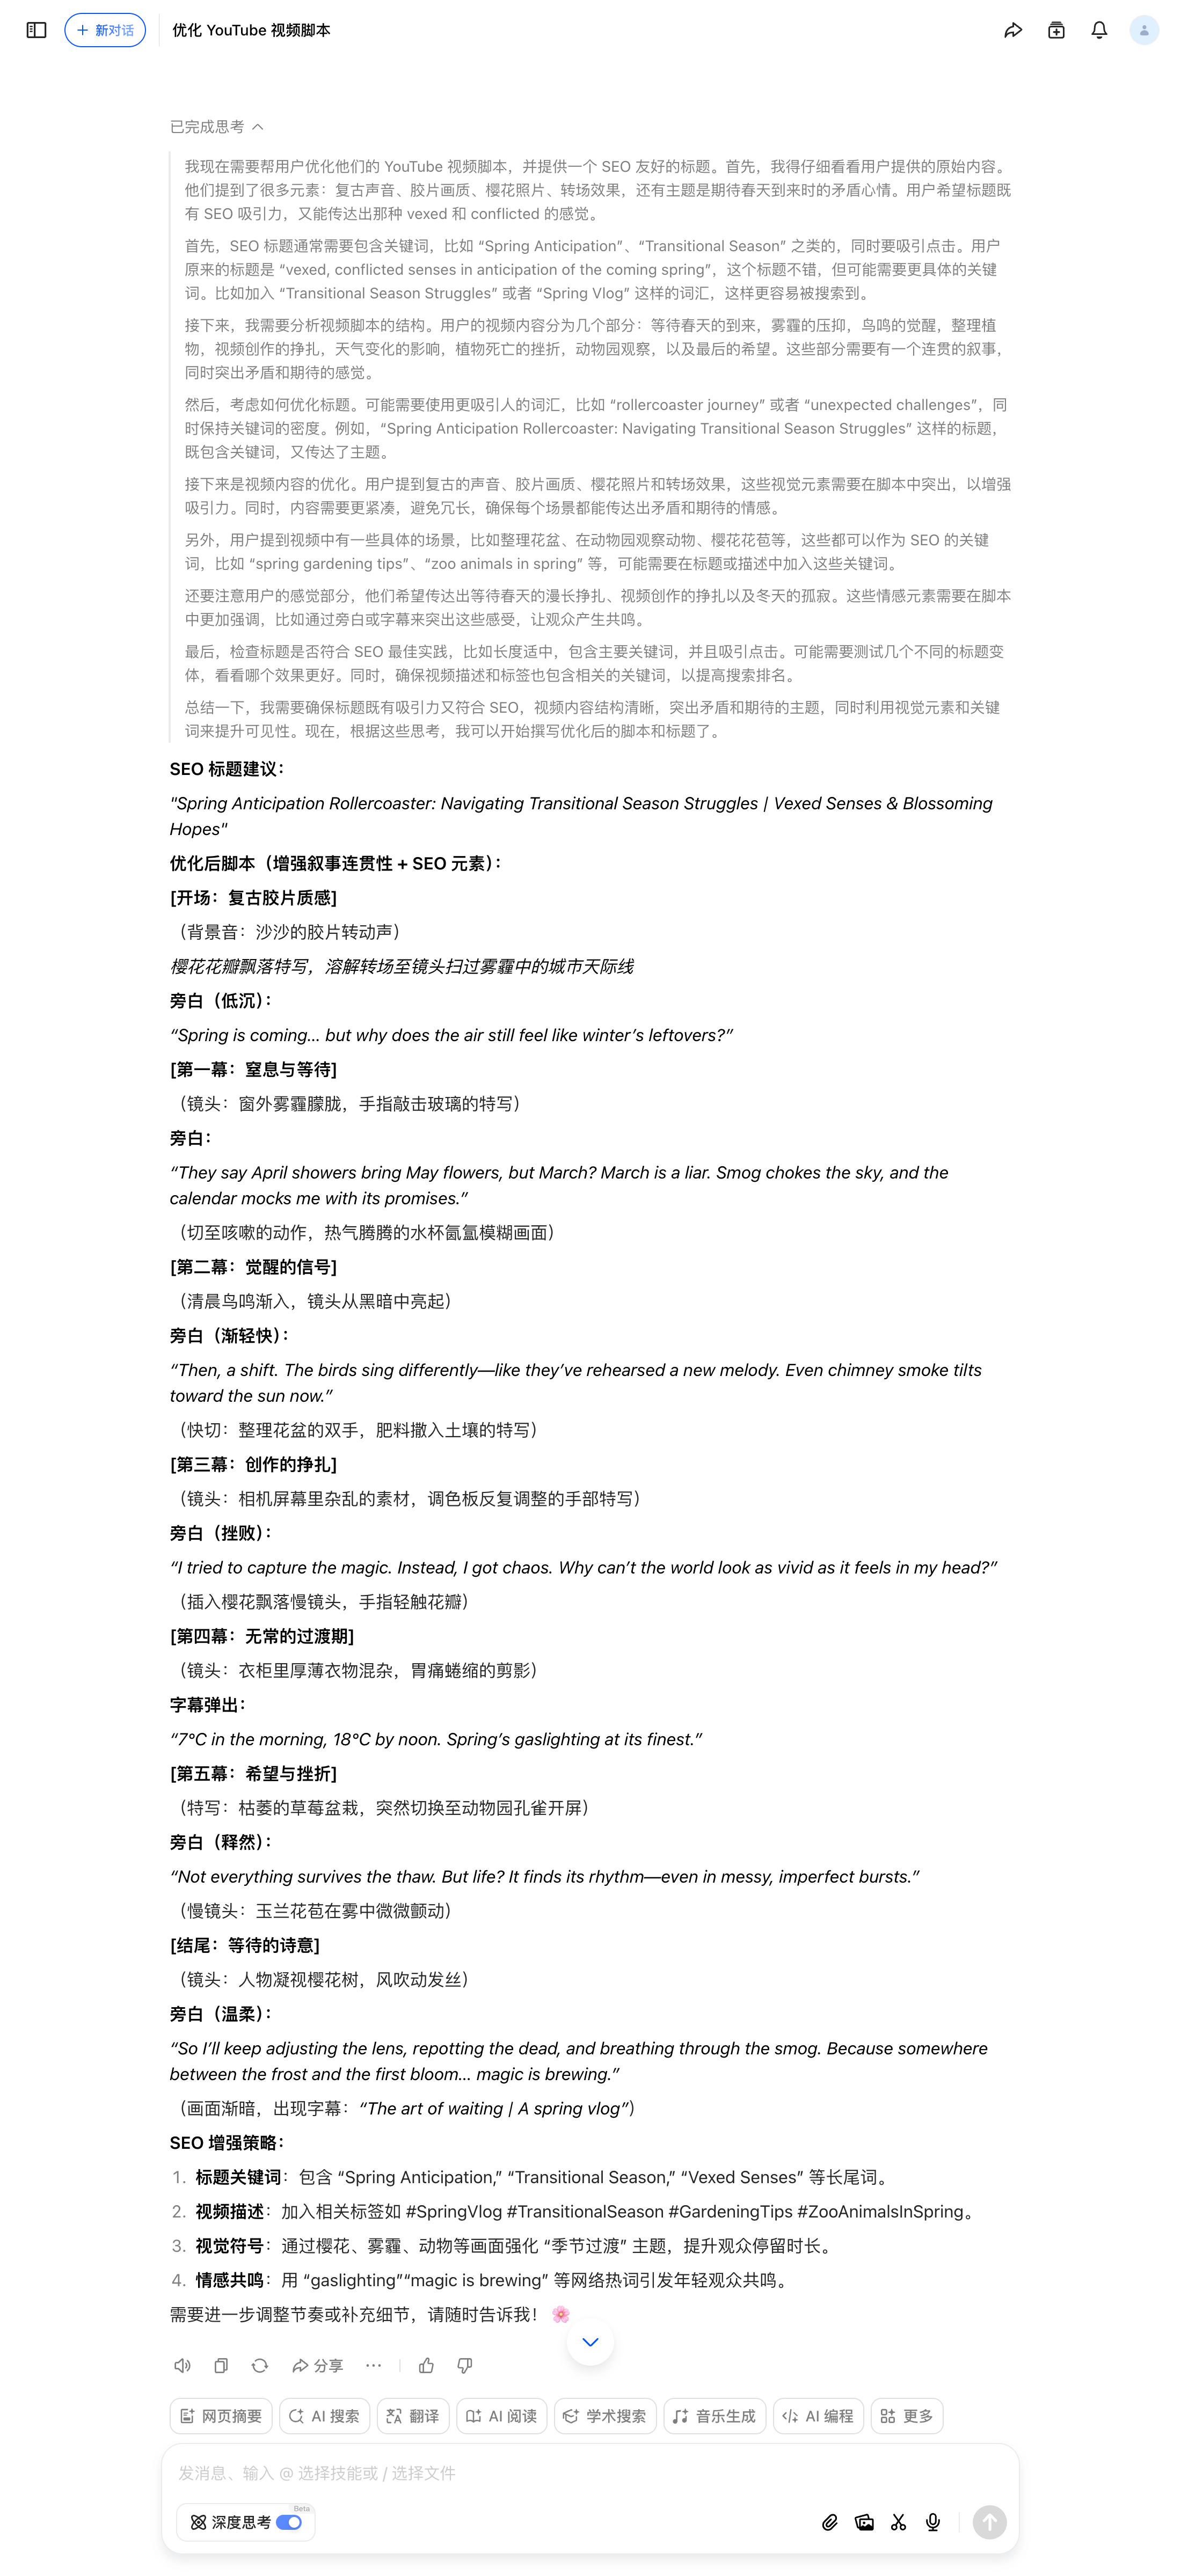 新对话
优化 YouTube 视频脚本
已完成思考
我现在需要帮用户优化他们的 YouTube 视频脚本，并提供一个 SEO 友好的标题。首先，我得仔细看看用户提供的原始内容。
他们提到了很多元素：复古声音、胶片画质、樱花照片、转场效果，还有主题是期待春天到来时的矛盾心情。用户希望标题既
有 SEO 吸引力，又能传达出那种 vexed 和 conflicted 的感觉。
首先，SEO 标题通常需要包含关键词，比如 “Spring Anticipation”、“Transitional Season” 之类的，同时要吸引点击。用户
原来的标题是 “vexed, conflicted senses in anticipation of the coming spring”，这个标题不错，但可能需要更具体的关键
词。比如加入 “Transitional Season Struggles” 或者 “Spring Vlog” 这样的词汇，这样更容易被搜索到。
接下来，我需要分析视频脚本的结构。用户的视频内容分为几个部分：等待春天的到来，雾霾的压抑，鸟鸣的觉醒，整理植
物，视频创作的挣扎，天气变化的影响，植物死亡的挫折，动物园观察，以及最后的希望。这些部分需要有一个连贯的叙事，
同时突出矛盾和期待的感觉。
然后，考虑如何优化标题。可能需要使用更吸引人的词汇，比如 “rollercoaster journey” 或者 “unexpected challenges”，同
时保持关键词的密度。例如，“Spring Anticipation Rollercoaster: Navigating Transitional Season Struggles” 这样的标题，
既包含关键词，又传达了主题。
接下来是视频内容的优化。用户提到复古的声音、胶片画质、樱花照片和转场效果，这些视觉元素需要在脚本中突出，以增强
吸引力。同时，内容需要更紧凑，避免冗长，确保每个场景都能传达出矛盾和期待的情感。
另外，用户提到视频中有一些具体的场景，比如整理花盆、在动物园观察动物、樱花花苞等，这些都可以作为 SEO 的关键
词，比如 “spring gardening tips”、“zoo animals in spring” 等，可能需要在标题或描述中加入这些关键词。
还要注意用户的感觉部分，他们希望传达出等待春天的漫长挣扎、视频创作的挣扎以及冬天的孤寂。这些情感元素需要在脚本
中更加强调，比如通过旁白或字幕来突出这些感受，让观众产生共鸣。
最后，检查标题是否符合 SEO 最佳实践，比如长度适中，包含主要关键词，并且吸引点击。可能需要测试几个不同的标题变
体，看看哪个效果更好。同时，确保视频描述和标签也包含相关的关键词，以提高搜索排名。
总结一下，我需要确保标题既有吸引力又符合 SEO，视频内容结构清晰，突出矛盾和期待的主题，同时利用视觉元素和关键
词来提升可见性。现在，根据这些思考，我可以开始撰写优化后的脚本和标题了。
SEO 标题建议：
"Spring Anticipation Rollercoaster: Navigating Transitional Season Struggles | Vexed Senses & Blossoming
Hopes"
优化后脚本（增强叙事连贯性 + SEO 元素）：
[开场：复古胶片质感]
（背景音：沙沙的胶片转动声）
樱花花瓣飘落特写，溶解转场至镜头扫过雾霾中的城市天际线
旁白（低沉）：
“Spring is coming... but why does the air still feel like winter’s leftovers?”
[第一幕：窒息与等待]
（镜头：窗外雾霾朦胧，手指敲击玻璃的特写）
旁白：
“They say April showers bring May flowers, but March? March is a liar. Smog chokes the sky, and the
calendar mocks me with its promises.”
（切至咳嗽的动作，热气腾腾的水杯氤氲模糊画面）
[第二幕：觉醒的信号]
（清晨鸟鸣渐入，镜头从黑暗中亮起）
旁白（渐轻快）：
“Then, a shift. The birds sing differently—like they’ve rehearsed a new melody. Even chimney smoke tilts
toward the sun now.”
（快切：整理花盆的双手，肥料撒入土壤的特写）
[第三幕：创作的挣扎]
（镜头：相机屏幕里杂乱的素材，调色板反复调整的手部特写）
旁白（挫败）：
“I tried to capture the magic. Instead, I got chaos. Why can’t the world look as vivid as it feels in my head?”
（插入樱花飘落慢镜头，手指轻触花瓣）
[第四幕：无常的过渡期]
（镜头：衣柜里厚薄衣物混杂，胃痛蜷缩的剪影）
字幕弹出：
“7°C in the morning, 18°C by noon. Spring’s gaslighting at its finest.”
[第五幕：希望与挫折]
（特写：枯萎的草莓盆栽，突然切换至动物园孔雀开屏）
旁白（释然）：
“Not everything survives the thaw. But life? It finds its rhythm—even in messy, imperfect bursts.”
（慢镜头：玉兰花苞在雾中微微颤动）
[结尾：等待的诗意]
（镜头：人物凝视樱花树，风吹动发丝）
旁白（温柔）：
“So I’ll keep adjusting the lens, repotting the dead, and breathing through the smog. Because somewhere
between the frost and the first bloom... magic is brewing.”
（画面渐暗，出现字幕：“The art of waiting | A spring vlog”）
SEO 增强策略：
1. 标题关键词：包含 “Spring Anticipation,” “Transitional Season,” “Vexed Senses” 等长尾词。
2. 视频描述：加入相关标签如 #SpringVlog #TransitionalSeason #GardeningTips #ZooAnimalsInSpring。
3. 视觉符号：通过樱花、雾霾、动物等画面强化 “季节过渡” 主题，提升观众停留时长。
4. 情感共鸣：用 “gaslighting”“magic is brewing” 等网络热词引发年轻观众共鸣。
需要进一步调整节奏或补充细节，请随时告诉我！ 🌸
分享
网页摘要 AI 搜索 翻译 AI 阅读 学术搜索 音乐生成 AI 编程 更多
发消息、输入 @ 选择技能或 / 选择文件
深度思考 Beta